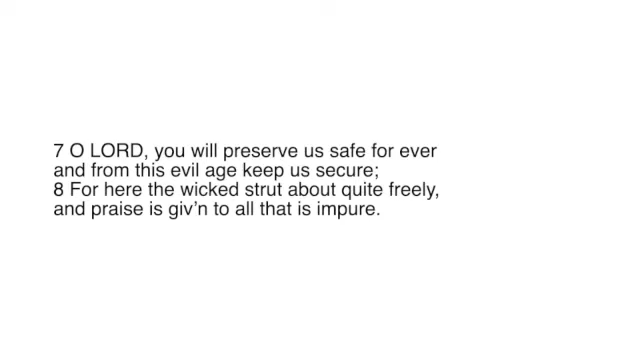 7 O LORD, you will preserve us safe for ever
and from this evil age keep us secure;
8 For here the wicked strut about quite freely,
and praise is giv’n to all that is impure.